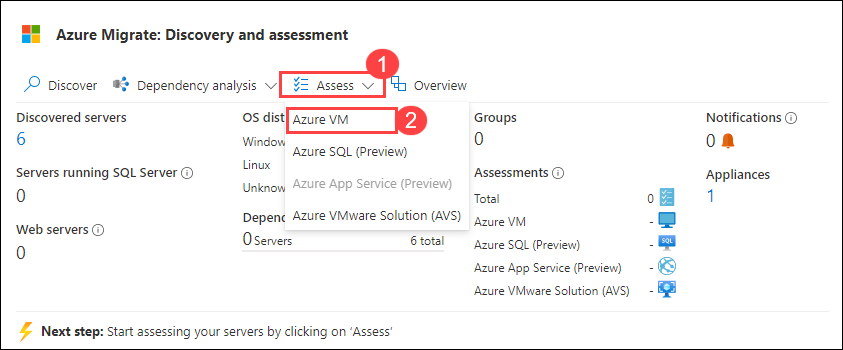 Azure Migrate: Discovery and assessment
1
Discover
Dependency analysis
Assess
Overview
Discovered servers
6
Servers running SQL Server
0
Web servers
0
OS dist
Window
Linux
Unknow
Depend
0 Servers
6 total
Azure VM
2
Azure SQL (Preview)
Azure App Service (Preview)
Azure VMware Solution (AVS)
Groups
0
Assessments
Total 0
Azure VM -
Azure SQL (Preview) -
Azure App Service (Preview) -
Azure VMware Solution (AVS) -
Notifications
0
Appliances
1
Next step: Start assessing your servers by clicking on ‘Assess’